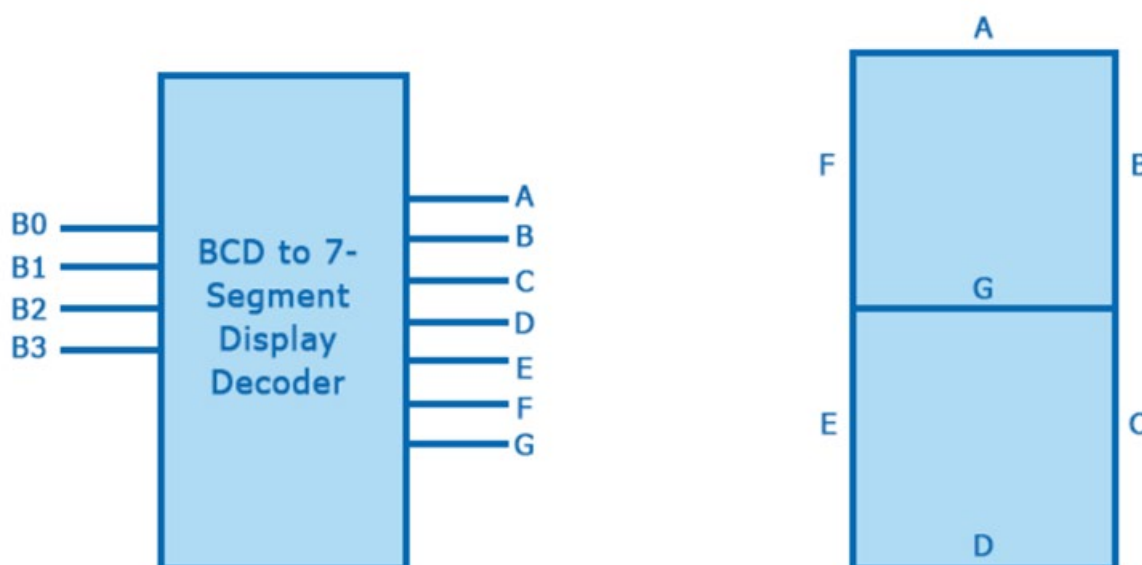 B0
B1
B2
B3
BCD to 7-
Segment
Display
Decoder
A
B
C
D
E
F
G
A
F
B
G
E
C
D